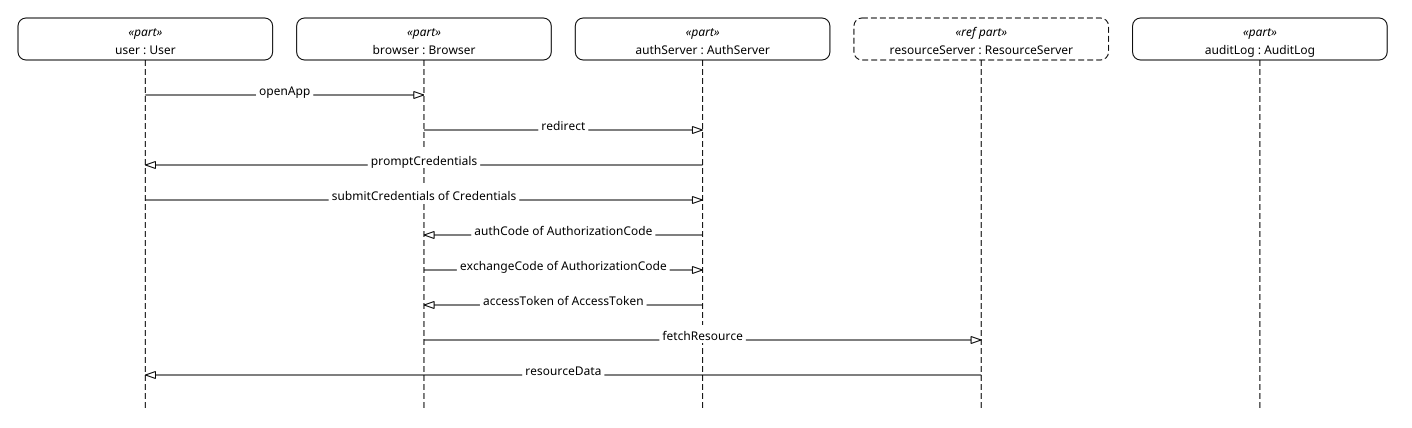 «part»
user : User
«part»
browser : Browser
«part»
authServer : AuthServer
«ref part»
resourceServer : ResourceServer
«part»
auditLog : AuditLog
openApp
redirect
promptCredentials
submitCredentials of Credentials
authCode of AuthorizationCode
exchangeCode of AuthorizationCode
accessToken of AccessToken
fetchResource
resourceData